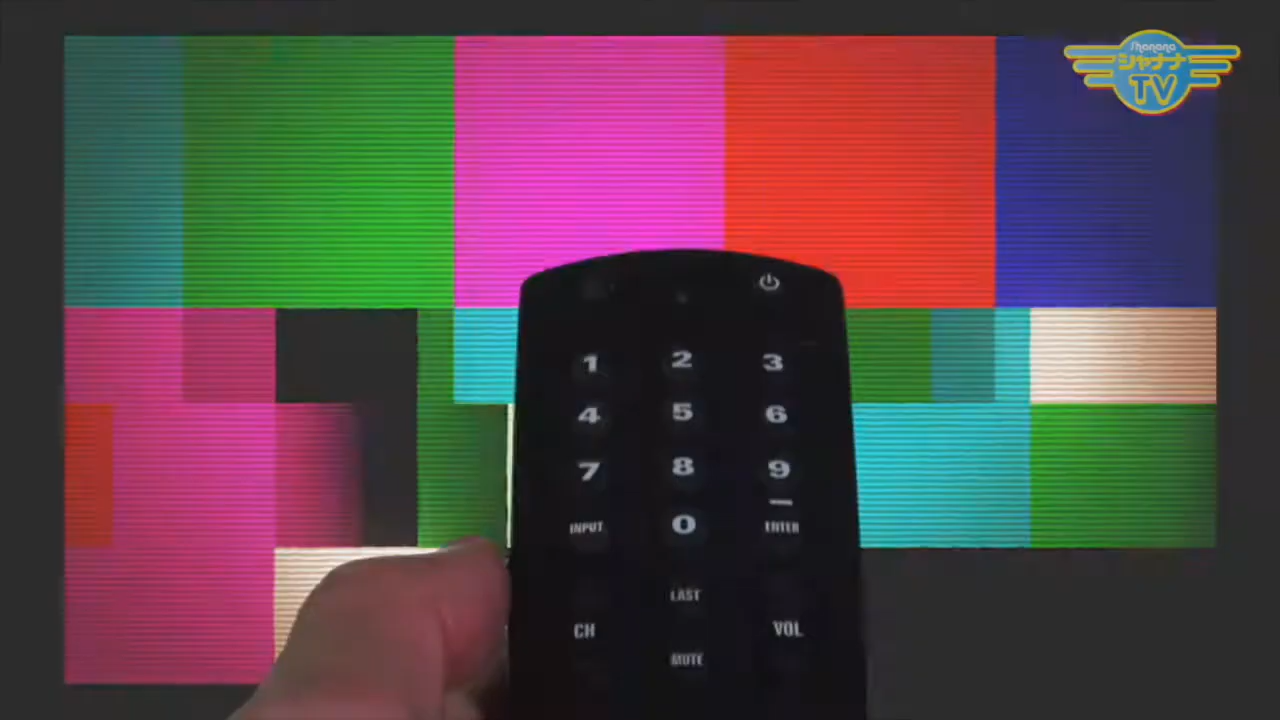 Shanana
シャナナ
TV
1 2 3
4 5 6
7 8 9
INPUT 0 ENTER
LAST
CH VOL
MUTE